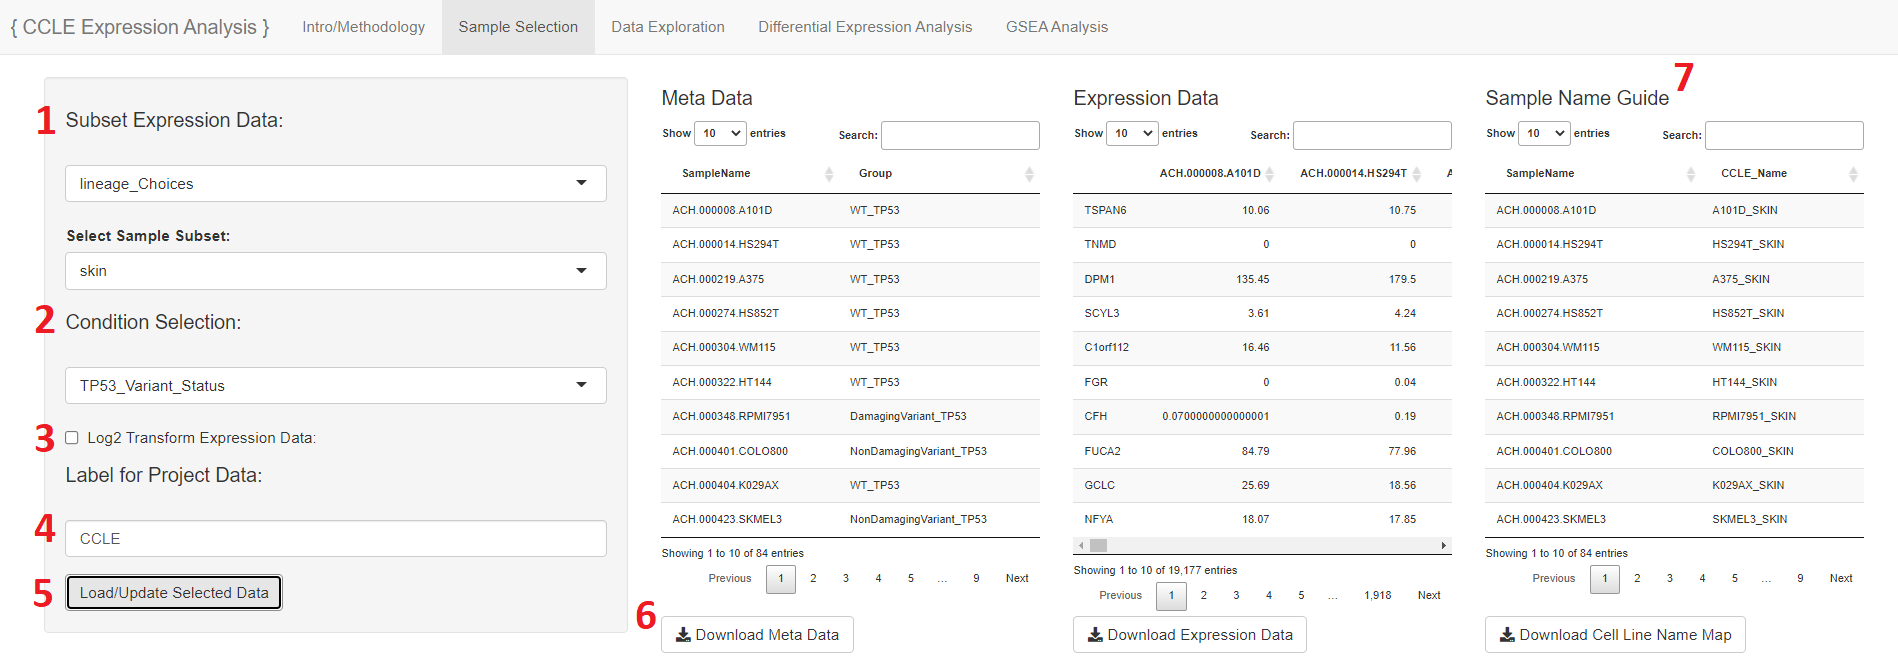 { CCLE Expression Analysis } Intro/Methodology Sample Selection Data Exploration Differential Expression Analysis GSEA Analysis
1 Subset Expression Data:
lineage_Choices
Select Sample Subset:
skin
2 Condition Selection:
TP53_Variant_Status
3 Log2 Transform Expression Data:
Label for Project Data:
4 CCLE
5 Load/Update Selected Data
Meta Data
Show 10 entries Search:
SampleName Group
ACH.000008.A101D WT_TP53
ACH.000014.HS294T WT_TP53
ACH.000219.A375 WT_TP53
ACH.000274.HS852T WT_TP53
ACH.000304.WM115 WT_TP53
ACH.000322.HT144 WT_TP53
ACH.000348.RPMI7951 DamagingVariant_TP53
ACH.000401.COLO800 NonDamagingVariant_TP53
ACH.000404.K029AX WT_TP53
ACH.000423.SKMEL3 NonDamagingVariant_TP53
Showing 1 to 10 of 84 entries
Previous 1 2 3 4 5 ... 9 Next
6 Download Meta Data
Expression Data
Show 10 entries Search:
ACH.000008.A101D ACH.000014.HS294T A
TSPAN6 10.06 10.75
TNMD 0 0
DPM1 135.45 179.5
SCYL3 3.61 4.24
C1orf112 16.46 11.56
FGR 0 0.04
CFH 0.0700000000000001 0.19
FUCA2 84.79 77.96
GCLC 25.69 18.56
NFYA 18.07 17.85
Showing 1 to 10 of 19,177 entries
Previous 1 2 3 4 5 ... 1,918 Next
Download Expression Data
7
Sample Name Guide
Show 10 entries Search:
SampleName CCLE_Name
ACH.000008.A101D A101D_SKIN
ACH.000014.HS294T HS294T_SKIN
ACH.000219.A375 A375_SKIN
ACH.000274.HS852T HS852T_SKIN
ACH.000304.WM115 WM115_SKIN
ACH.000322.HT144 HT144_SKIN
ACH.000348.RPMI7951 RPMI7951_SKIN
ACH.000401.COLO800 COLO800_SKIN
ACH.000404.K029AX K029AX_SKIN
ACH.000423.SKMEL3 SKMEL3_SKIN
Showing 1 to 10 of 84 entries
Previous 1 2 3 4 5 ... 9 Next
Download Cell Line Name Map